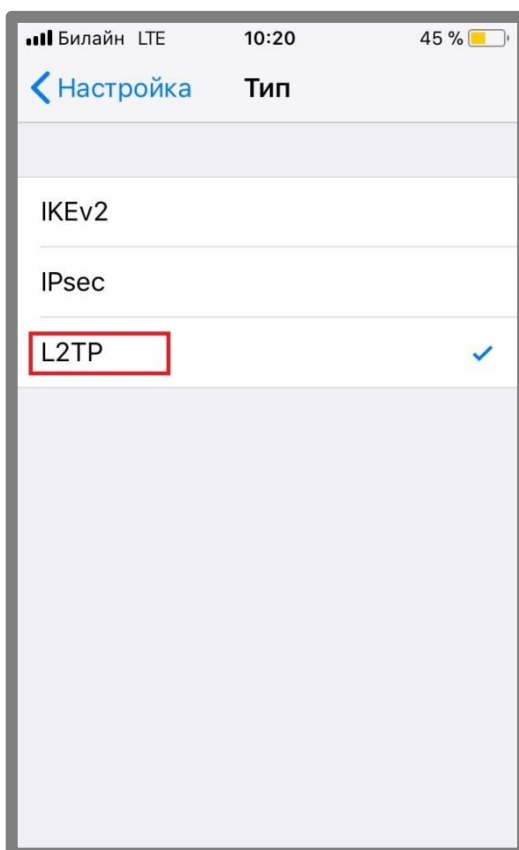 Билайн LTE 10:20 45 %
Настройка Тип
IKEv2
IPsec
L2TP